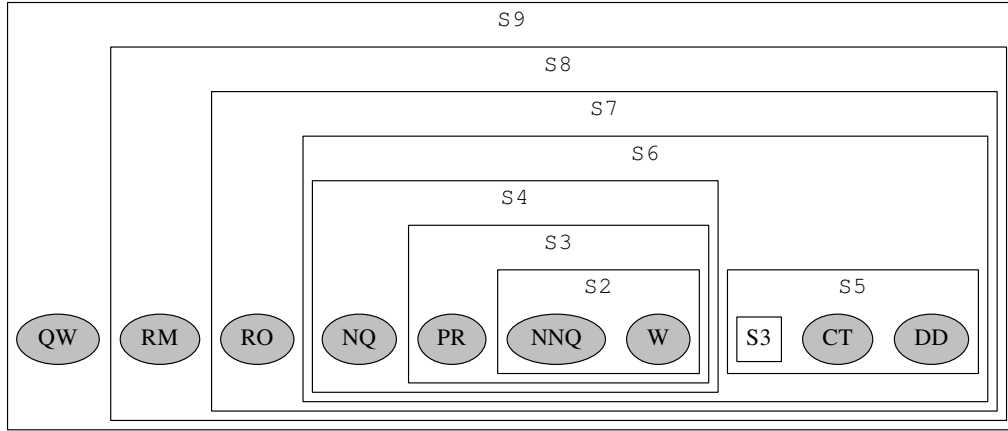 S9
S8
S7
S6
S4
S3
S2 S5
QW RM RO NQ PR NNQ W S3 CT DD